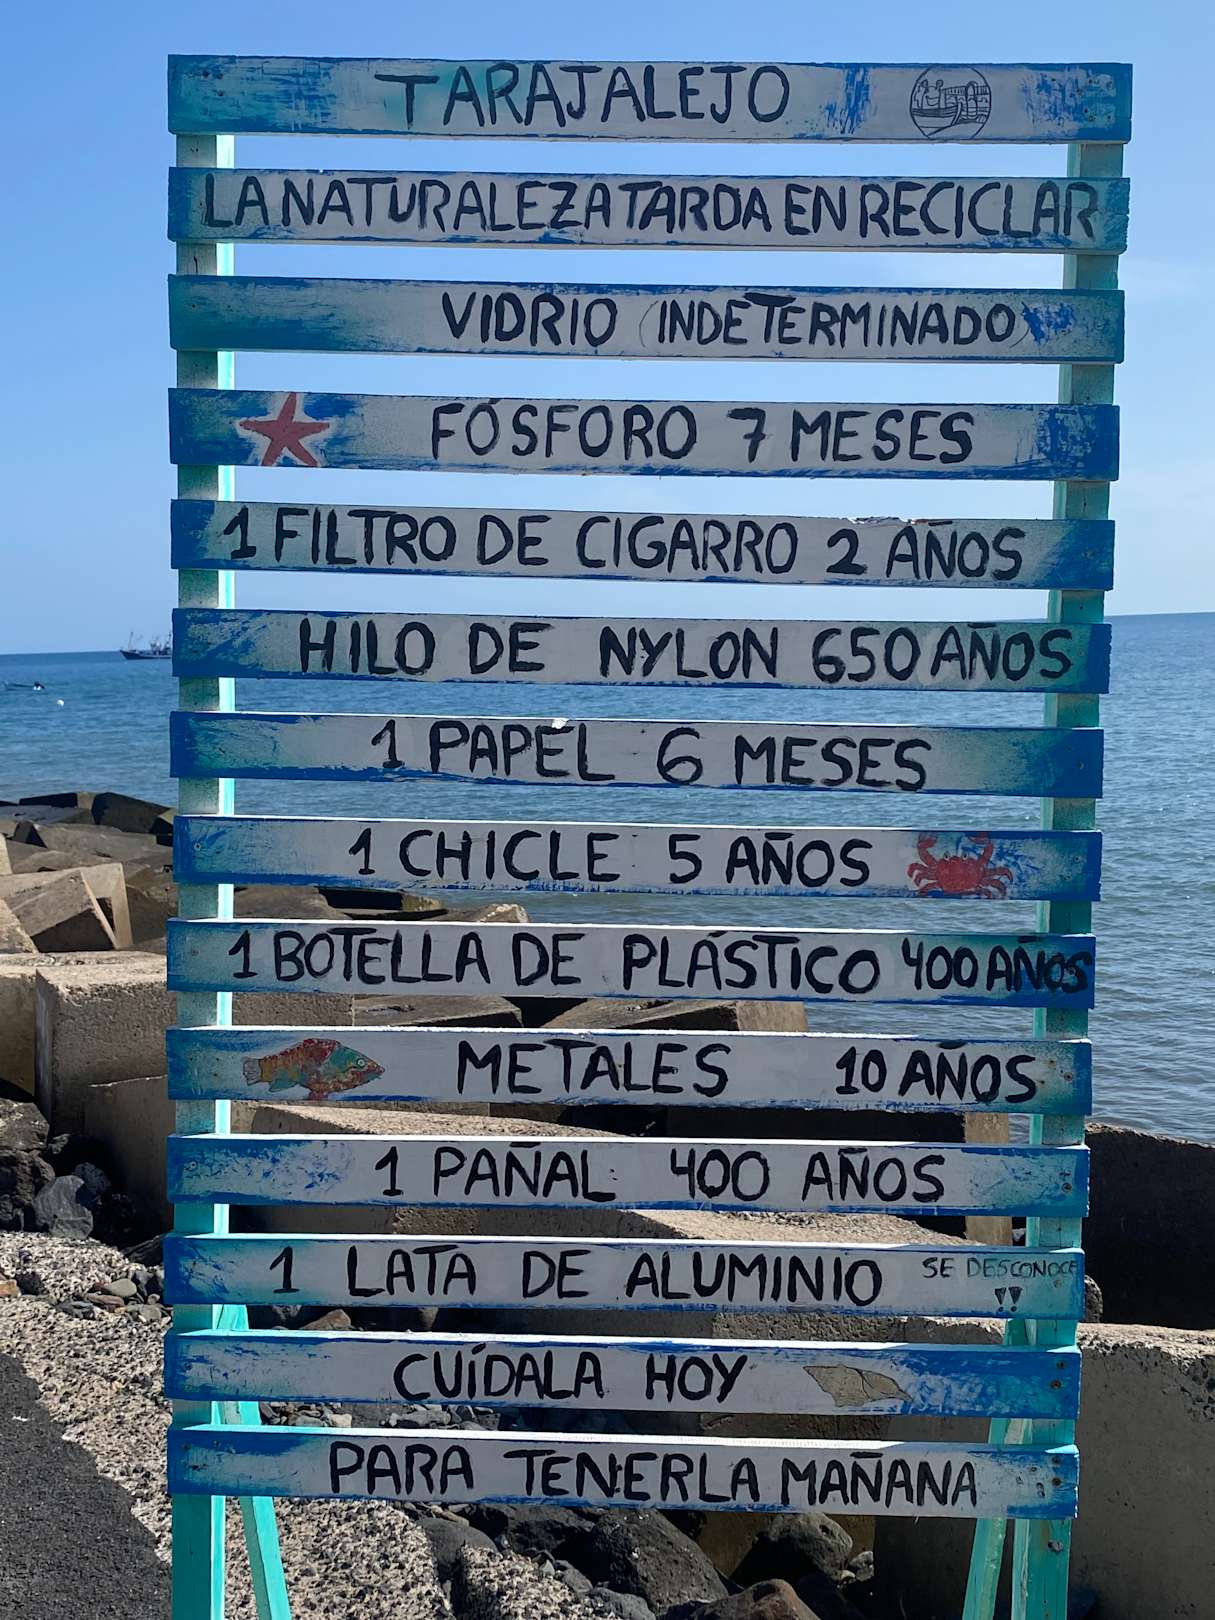 TARAJALEJO
LA NATURALEZA TARDA EN RECICLAR
VIDRIO (INDETERMINADO)
FÓSFORO 7 MESES
1 FILTRO DE CIGARRO 2 AÑOS
HILO DE NYLON 650 AÑOS
1 PAPEL 6 MESES
1 CHICLE 5 AÑOS
1 BOTELLA DE PLÁSTICO 400 AÑOS
METALES 10 AÑOS
1 PAÑAL 400 AÑOS
1 LATA DE ALUMINIO SE DESCONOCE !!
CUÍDALA HOY
PARA TENERLA MAÑANA